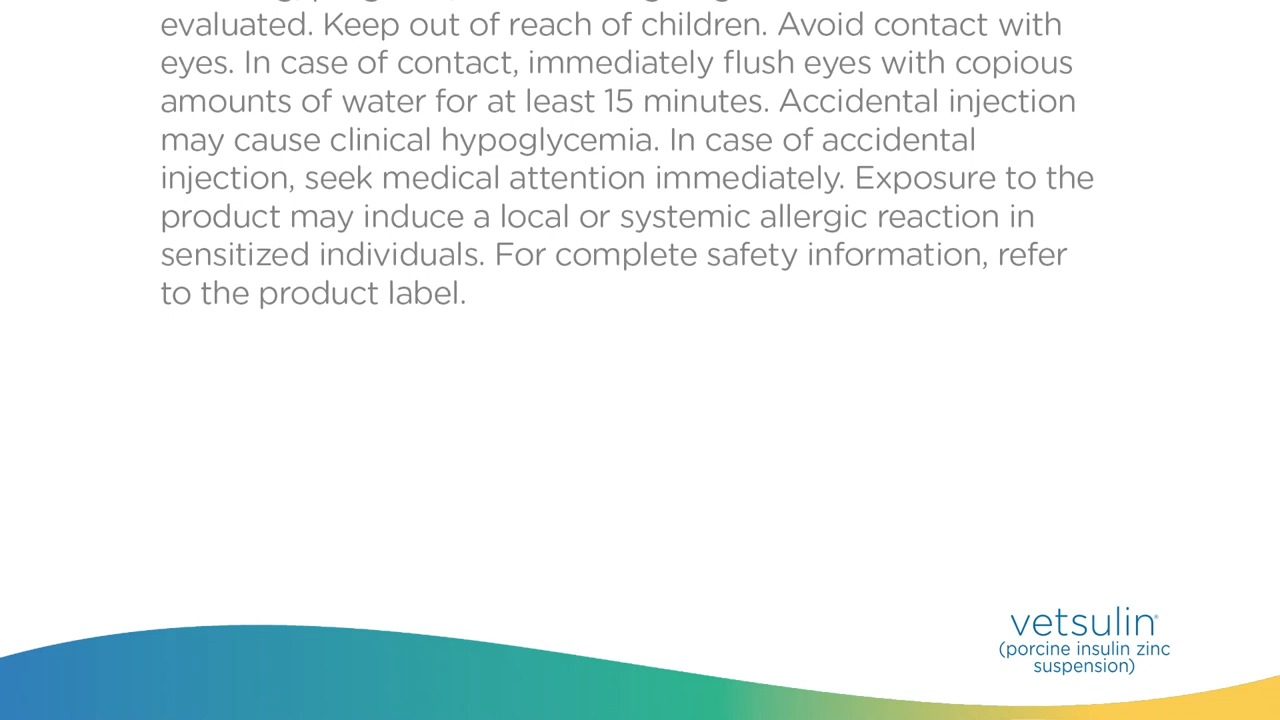 evaluated. Keep out of reach of children. Avoid contact with
eyes. In case of contact, immediately flush eyes with copious
amounts of water for at least 15 minutes. Accidental injection
may cause clinical hypoglycemia. In case of accidental
injection, seek medical attention immediately. Exposure to the
product may induce a local or systemic allergic reaction in
sensitized individuals. For complete safety information, refer
to the product label.
vetsulin®
(porcine insulin zinc
suspension)